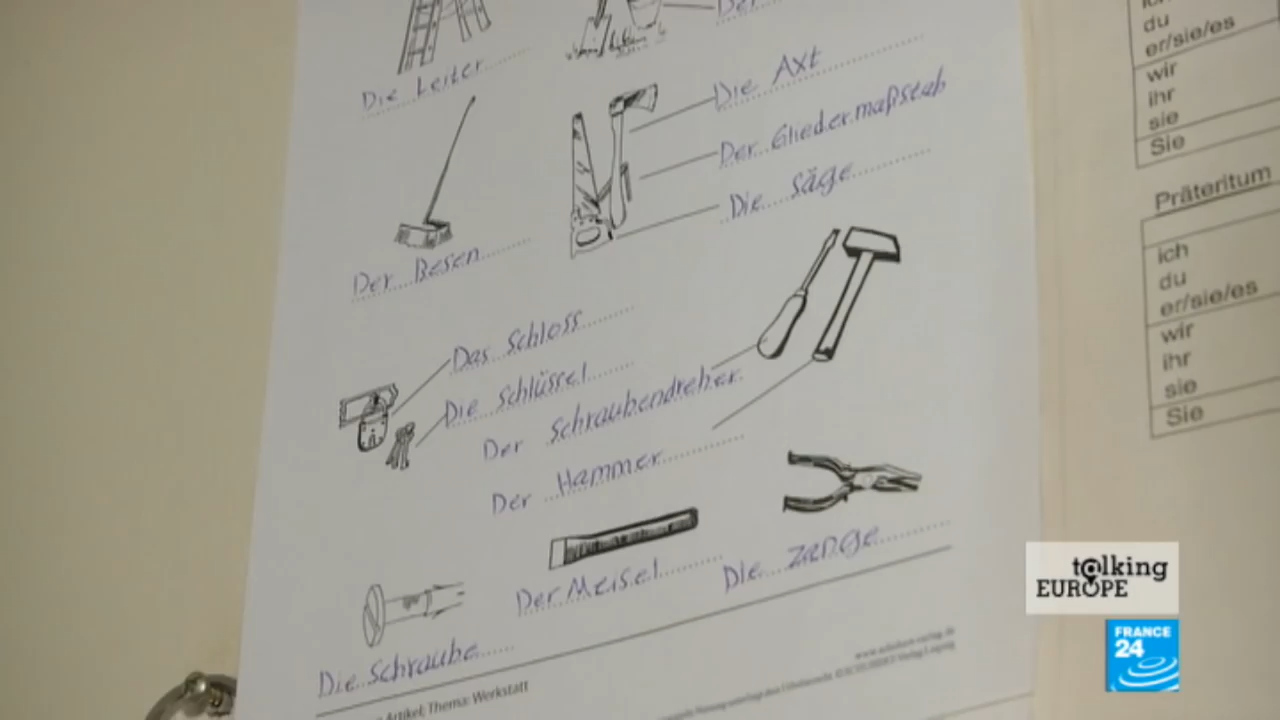 Der
Die Leiter
Die Axt
Der Gliedermaßstab
Die Säge
Der Besen
Das Schloss
Die Schlüssel
Der Schraubendreher
Der Hammer
Der Meisel
Die Zange
Die Schraube
Artikel; Thema: Werkstatt
ich
du
er/sie/es
wir
ihr
sie
Sie
Präteritum
ich
du
er/sie/es
wir
ihr
sie
Sie
talking
EUROPE
FRANCE
24